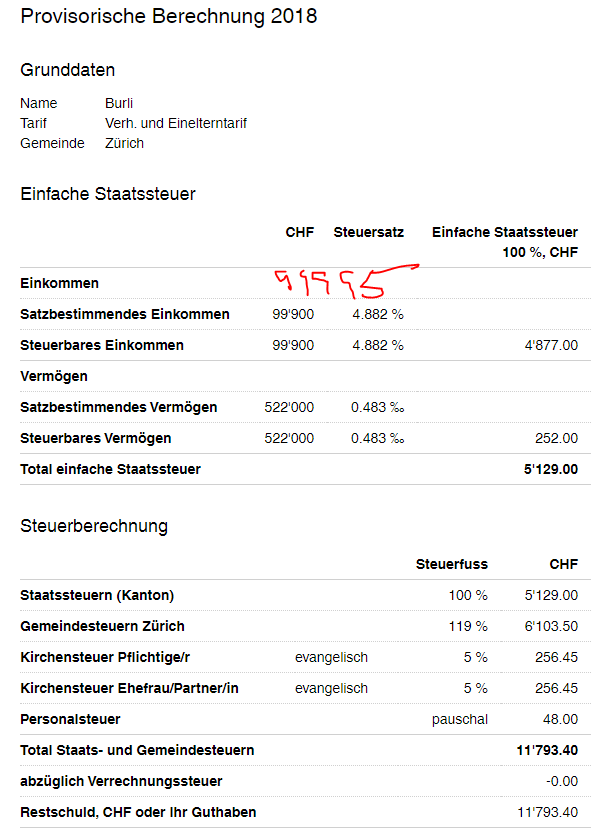 Provisorische Berechnung 2018
Grunddaten
Name Burli
Tarif Verh. und Einelterntarif
Gemeinde Zürich
Einfache Staatssteuer
CHF Steuersatz Einfache Staatssteuer
100 %, CHF
Einkommen 99995
Satzbestimmendes Einkommen 99'900 4.882 %
Steuerbares Einkommen 99'900 4.882 % 4'877.00
Vermögen
Satzbestimmendes Vermögen 522'000 0.483 ‰
Steuerbares Vermögen 522'000 0.483 ‰ 252.00
Total einfache Staatssteuer 5'129.00
Steuerberechnung
Steuerfuss CHF
Staatssteuern (Kanton) 100 % 5'129.00
Gemeindesteuern Zürich 119 % 6'103.50
Kirchensteuer Pflichtige/r evangelisch 5 % 256.45
Kirchensteuer Ehefrau/Partner/in evangelisch 5 % 256.45
Personalsteuer pauschal 48.00
Total Staats- und Gemeindesteuern 11'793.40
abzüglich Verrechnungssteuer -0.00
Restschuld, CHF oder Ihr Guthaben 11'793.40